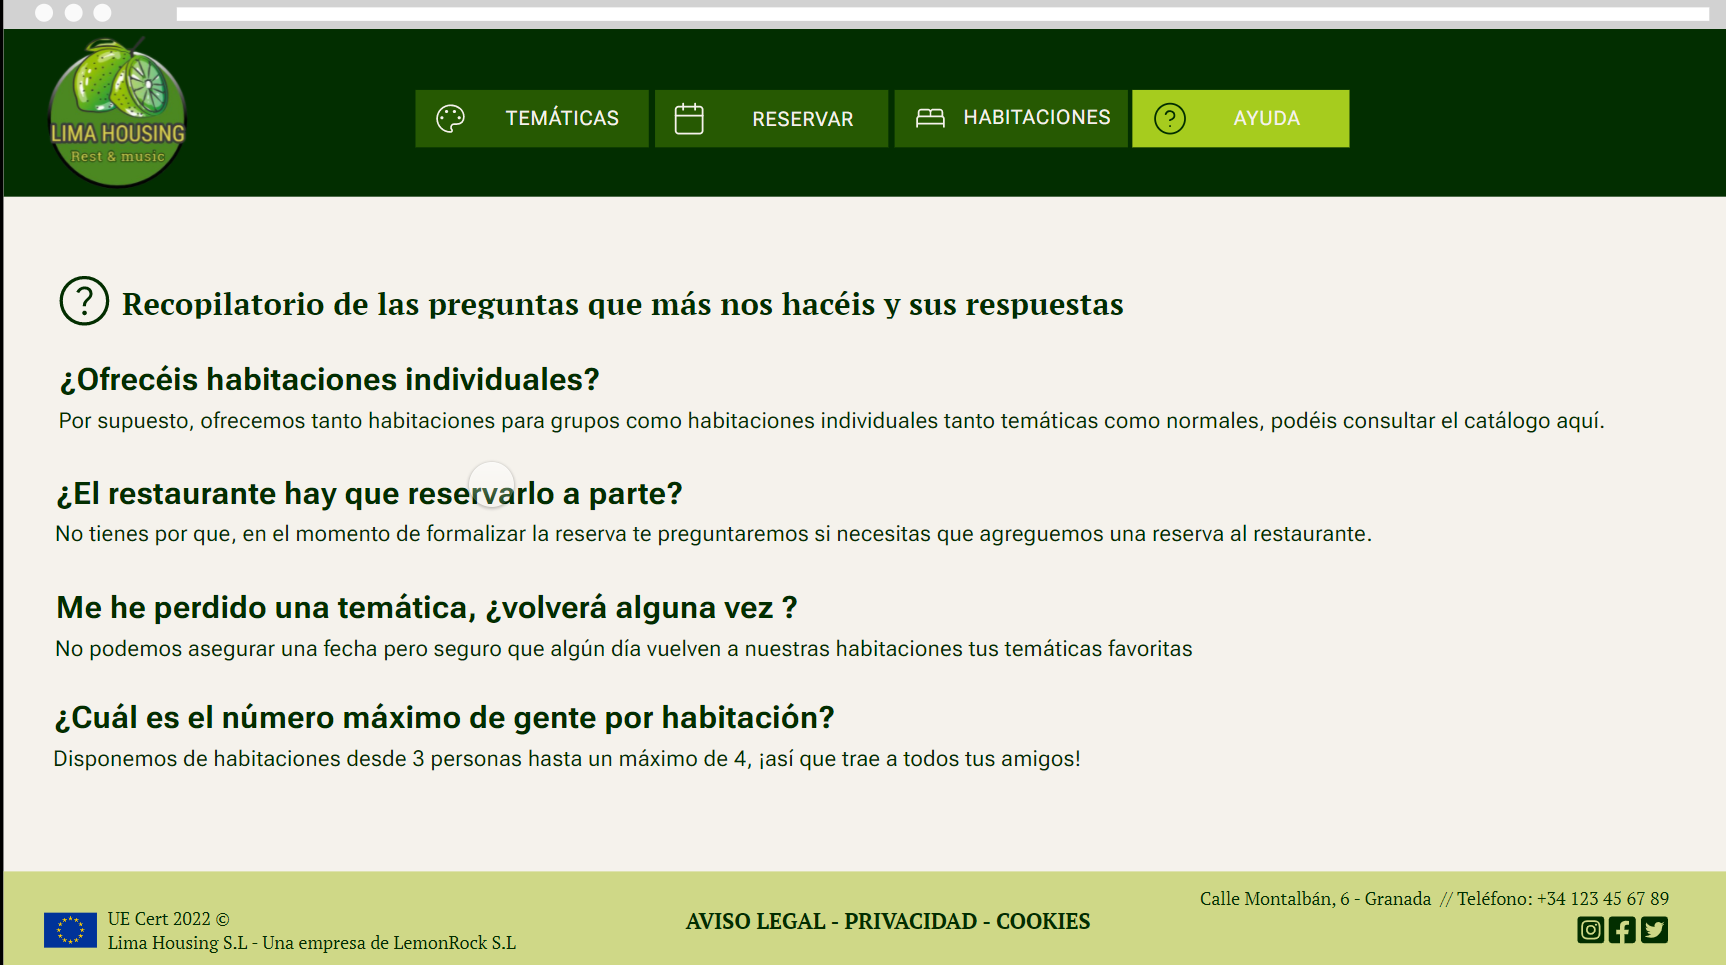 LIMA HOUSING
Rest & music
TEMÁTICAS
RESERVAR
HABITACIONES
AYUDA
Recopilatorio de las preguntas que más nos hacéis y sus respuestas
¿Ofrecéis habitaciones individuales?
Por supuesto, ofrecemos tanto habitaciones para grupos como habitaciones individuales tanto temáticas como normales, podéis consultar el catálogo aquí.
¿El restaurante hay que reservarlo a parte?
No tienes por que, en el momento de formalizar la reserva te preguntaremos si necesitas que agreguemos una reserva al restaurante.
Me he perdido una temática, ¿volverá alguna vez ?
No podemos asegurar una fecha pero seguro que algún día vuelven a nuestras habitaciones tus temáticas favoritas
¿Cuál es el número máximo de gente por habitación?
Disponemos de habitaciones desde 3 personas hasta un máximo de 4, ¡así que trae a todos tus amigos!
UE Cert 2022 ©
Lima Housing S.L - Una empresa de LemonRock S.L
AVISO LEGAL - PRIVACIDAD - COOKIES
Calle Montalbán, 6 - Granada // Teléfono: +34 123 45 67 89